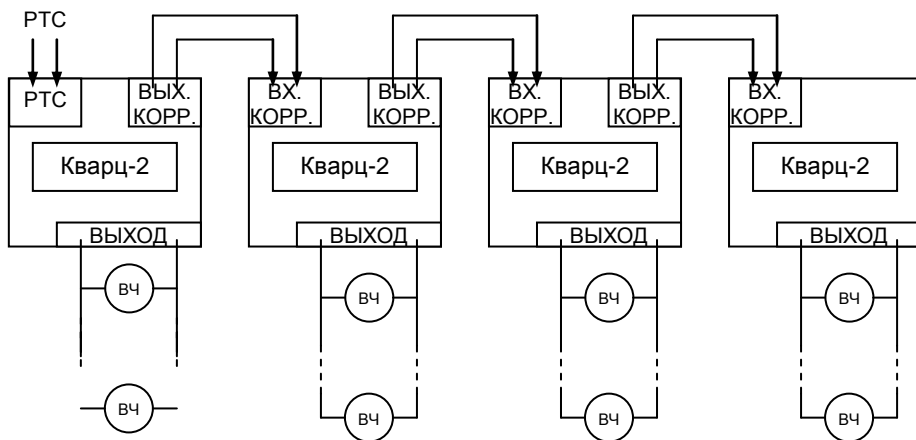 РТС
РТС
ВЫХ.
КОРР.
ВХ.
КОРР.
ВЫХ.
КОРР.
ВХ.
КОРР.
ВЫХ.
КОРР.
ВХ.
КОРР.
Кварц-2
Кварц-2
Кварц-2
Кварц-2
ВЫХОД
ВЫХОД
ВЫХОД
ВЫХОД
ВЧ
ВЧ
ВЧ
ВЧ
ВЧ
ВЧ
ВЧ
ВЧ